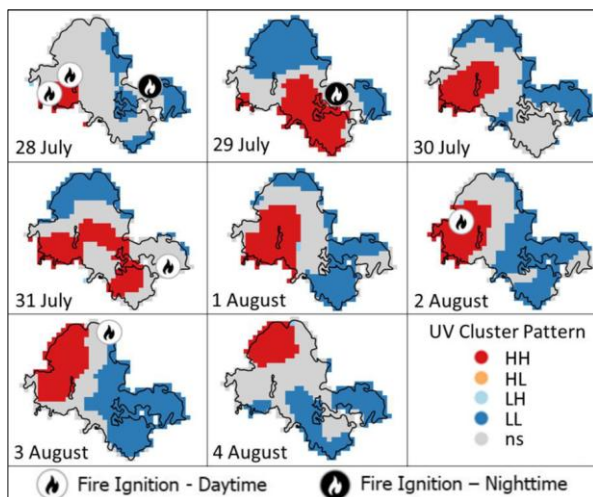 28 July
29 July
30 July
31 July
1 August
2 August
3 August
4 August
UV Cluster Pattern
HH
HL
LH
LL
ns
Fire Ignition - Daytime
Fire Ignition – Nighttime